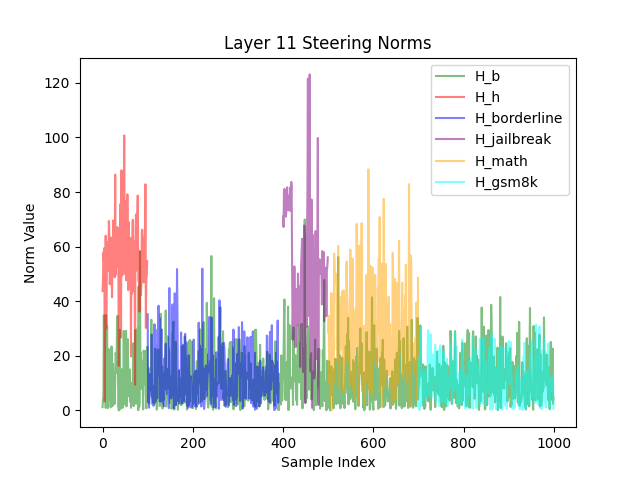 Layer 11 Steering Norms
Norm Value
120
100
80
60
40
20
0
0
200
400
600
800
1000
Sample Index
H_b
H_h
H_borderline
H_jailbreak
H_math
H_gsm8k